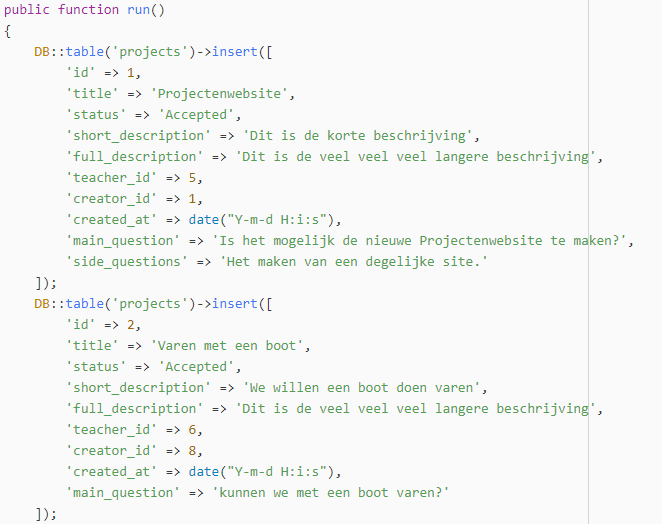 public function run()
{
    DB::table('projects')->insert([
        'id' => 1,
        'title' => 'Projectenwebsite',
        'status' => 'Accepted',
        'short_description' => 'Dit is de korte beschrijving',
        'full_description' => 'Dit is de veel veel veel langere beschrijving',
        'teacher_id' => 5,
        'creator_id' => 1,
        'created_at' => date("Y-m-d H:i:s"),
        'main_question' => 'Is het mogelijk de nieuwe Projectenwebsite te maken?',
        'side_questions' => 'Het maken van een degelijke site.'
    ]);
    DB::table('projects')->insert([
        'id' => 2,
        'title' => 'Varen met een boot',
        'status' => 'Accepted',
        'short_description' => 'We willen een boot doen varen',
        'full_description' => 'Dit is de veel veel veel langere beschrijving',
        'teacher_id' => 6,
        'creator_id' => 8,
        'created_at' => date("Y-m-d H:i:s"),
        'main_question' => 'kunnen we met een boot varen?'
    ]);